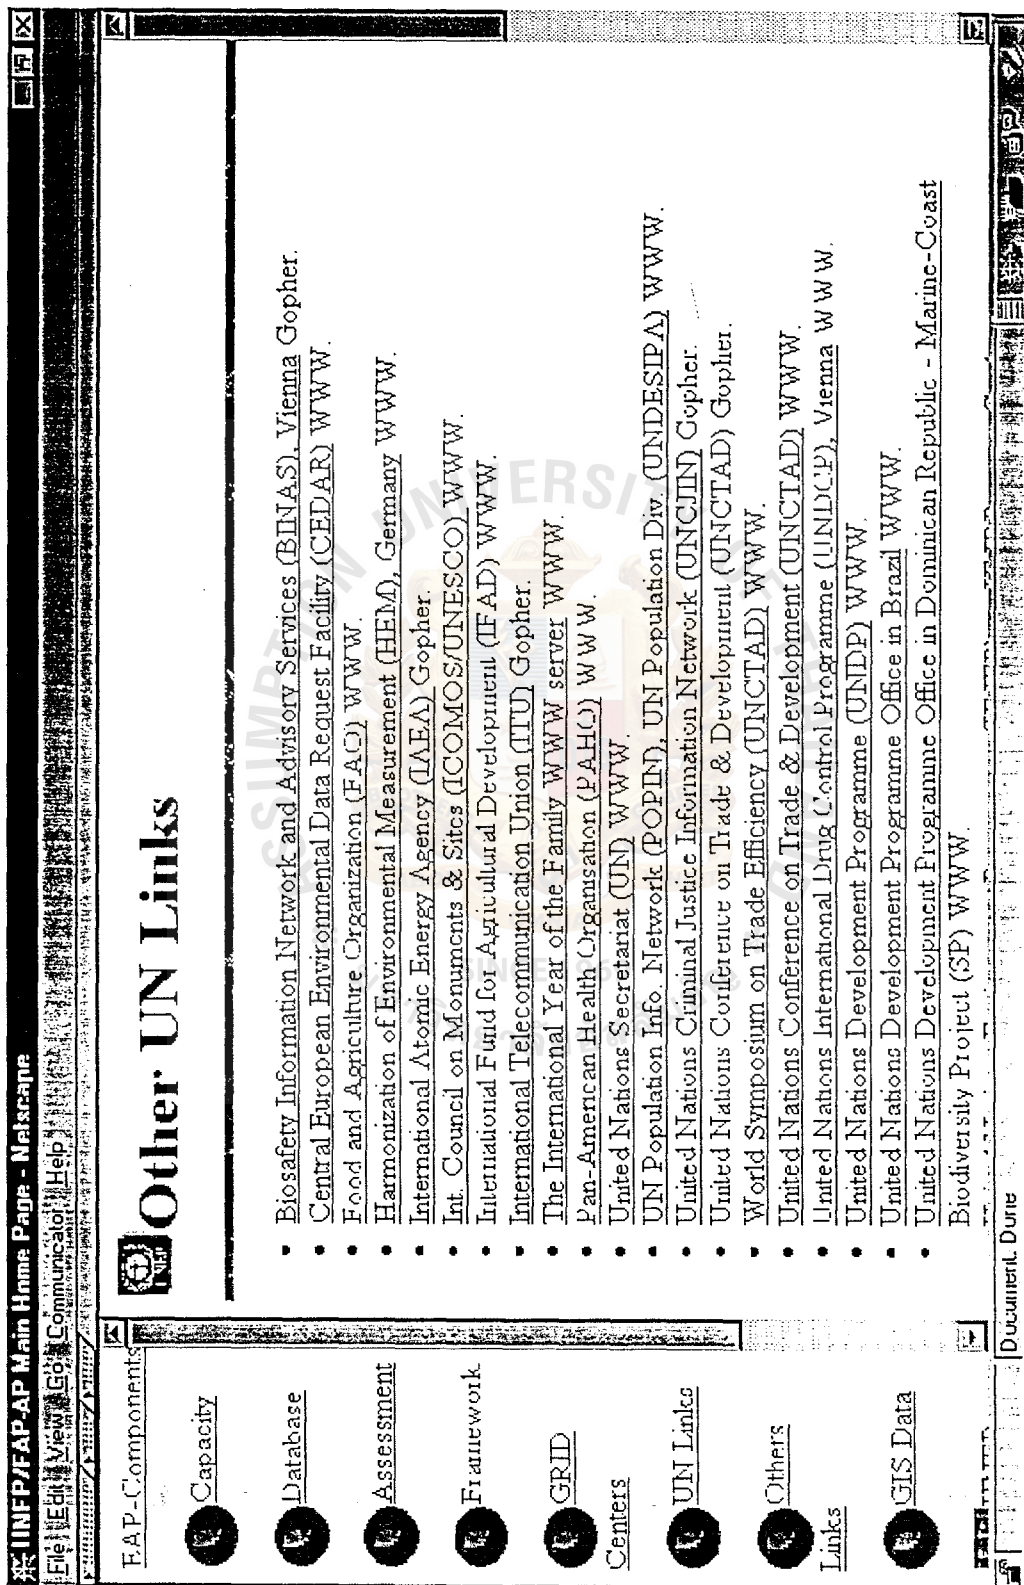 UNEP/EAP-AP Main Home Page - Netscape
File Edit View Go Communicator Help
EAP-Components
Capacity
Database
Assessment
Framework
GRID
Centers
UN Links
Others
Links
GIS Data
UNEP
Other UN Links
• Biosafety Information Network and Advisory Services (BINAS), Vienna Gopher.
• Central European Environmental Data Request Facility (CEDAR) WWW.
• Food and Agriculture Organization (FAO) WWW.
• Harmonization of Environmental Measurement (HEM), Germany WWW.
• International Atomic Energy Agency (IAEA) Gopher.
• Int. Council on Monuments & Sites (ICOMOS/UNESCO) WWW.
• International Fund for Agricultural Development (IFAD) WWW.
• International Telecommunication Union (ITU) Gopher.
• The International Year of the Family WWW server WWW.
• Pan-American Health Organisation (PAHO) WWW.
• United Nations Secretariat (UN) WWW.
• UN Population Info. Network (POPIN), UN Population Div. (UNDESIPA) WWW.
• United Nations Criminal Justice Information Network (UNCJIN) Gopher.
• United Nations Conference on Trade & Development (UNCTAD) Gopher.
• World Symposium on Trade Efficiency (UNCTAD) WWW.
• United Nations Conference on Trade & Development (UNCTAD) WWW.
• United Nations International Drug Control Programme (UNDCP), Vienna WWW.
• United Nations Development Programme (UNDP) WWW.
• United Nations Development Programme Office in Brazil WWW.
• United Nations Development Programme Office in Dominican Republic - Marine-Coast
Biodiversity Project (SP) WWW.
Document: Done